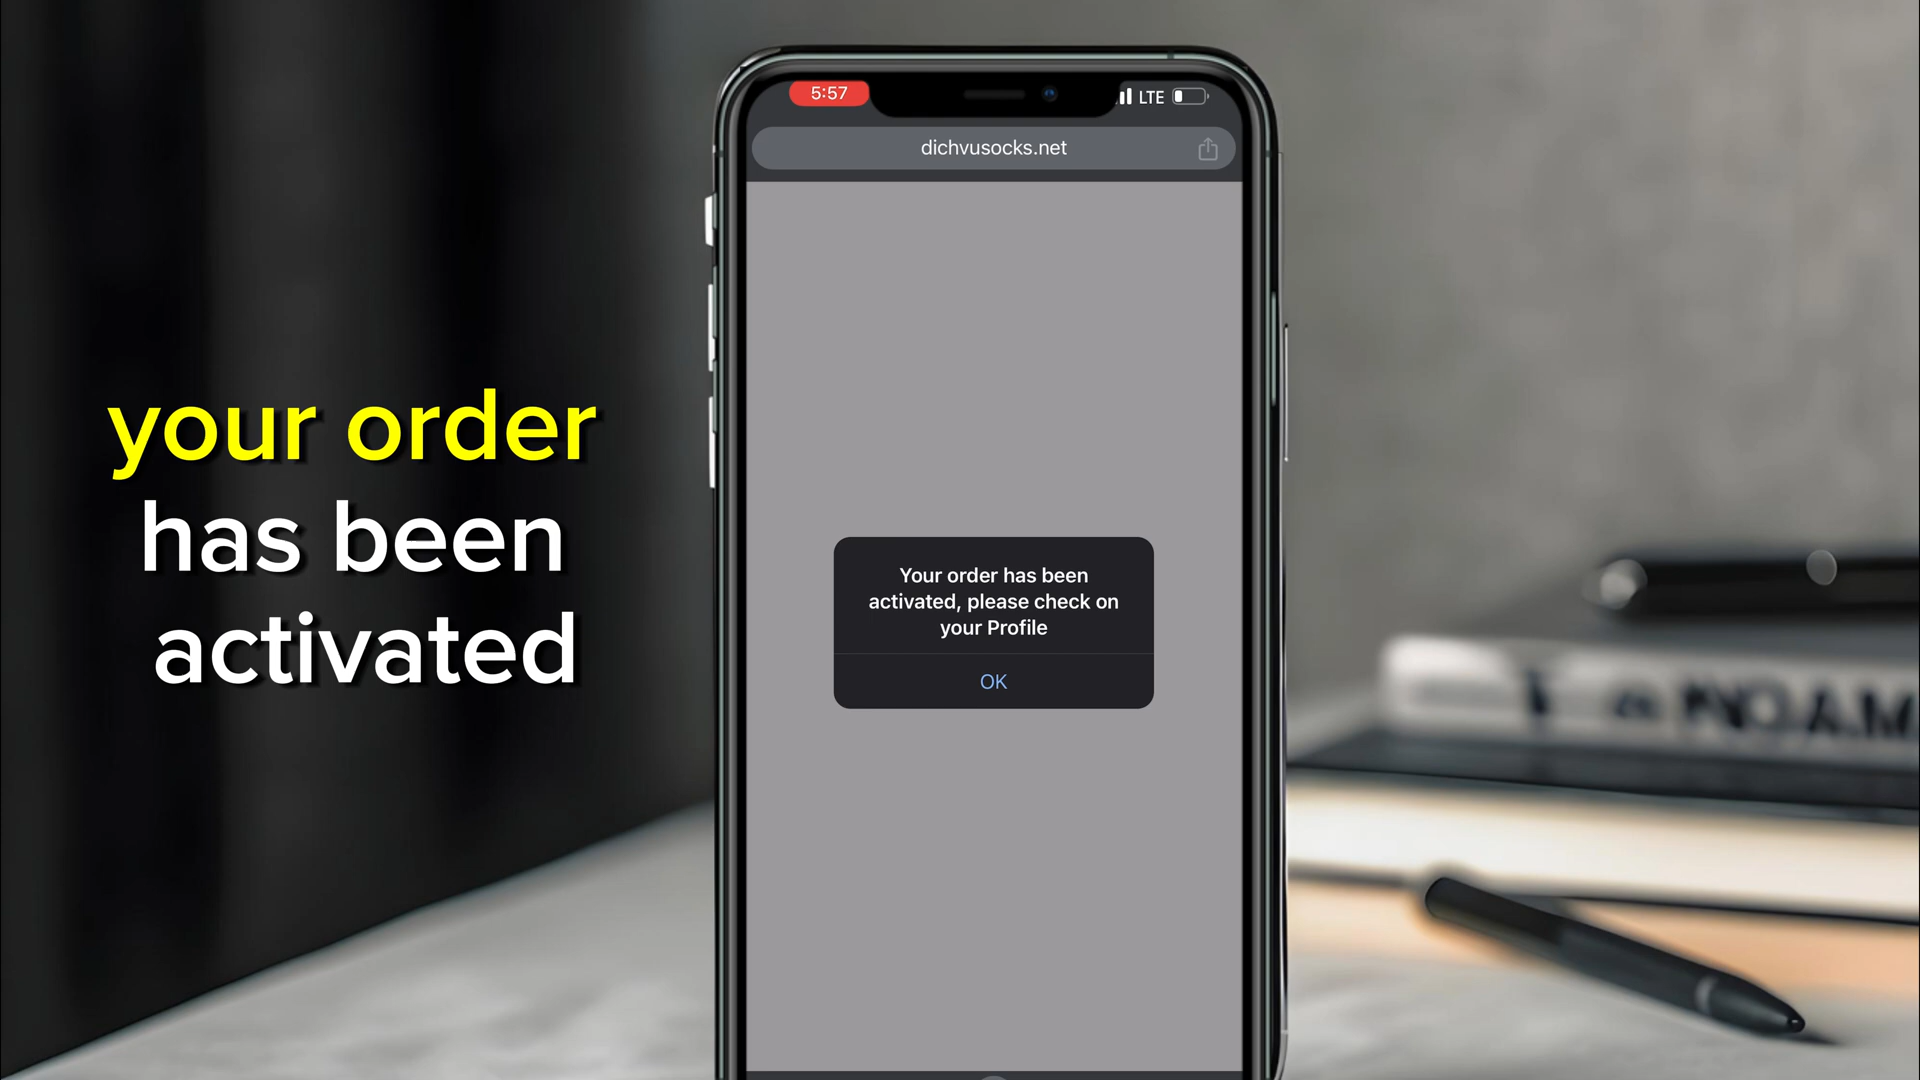 5:57
LTE
dichvusocks.net
your order
has been
activated
Your order has been
activated, please check on
your Profile
OK